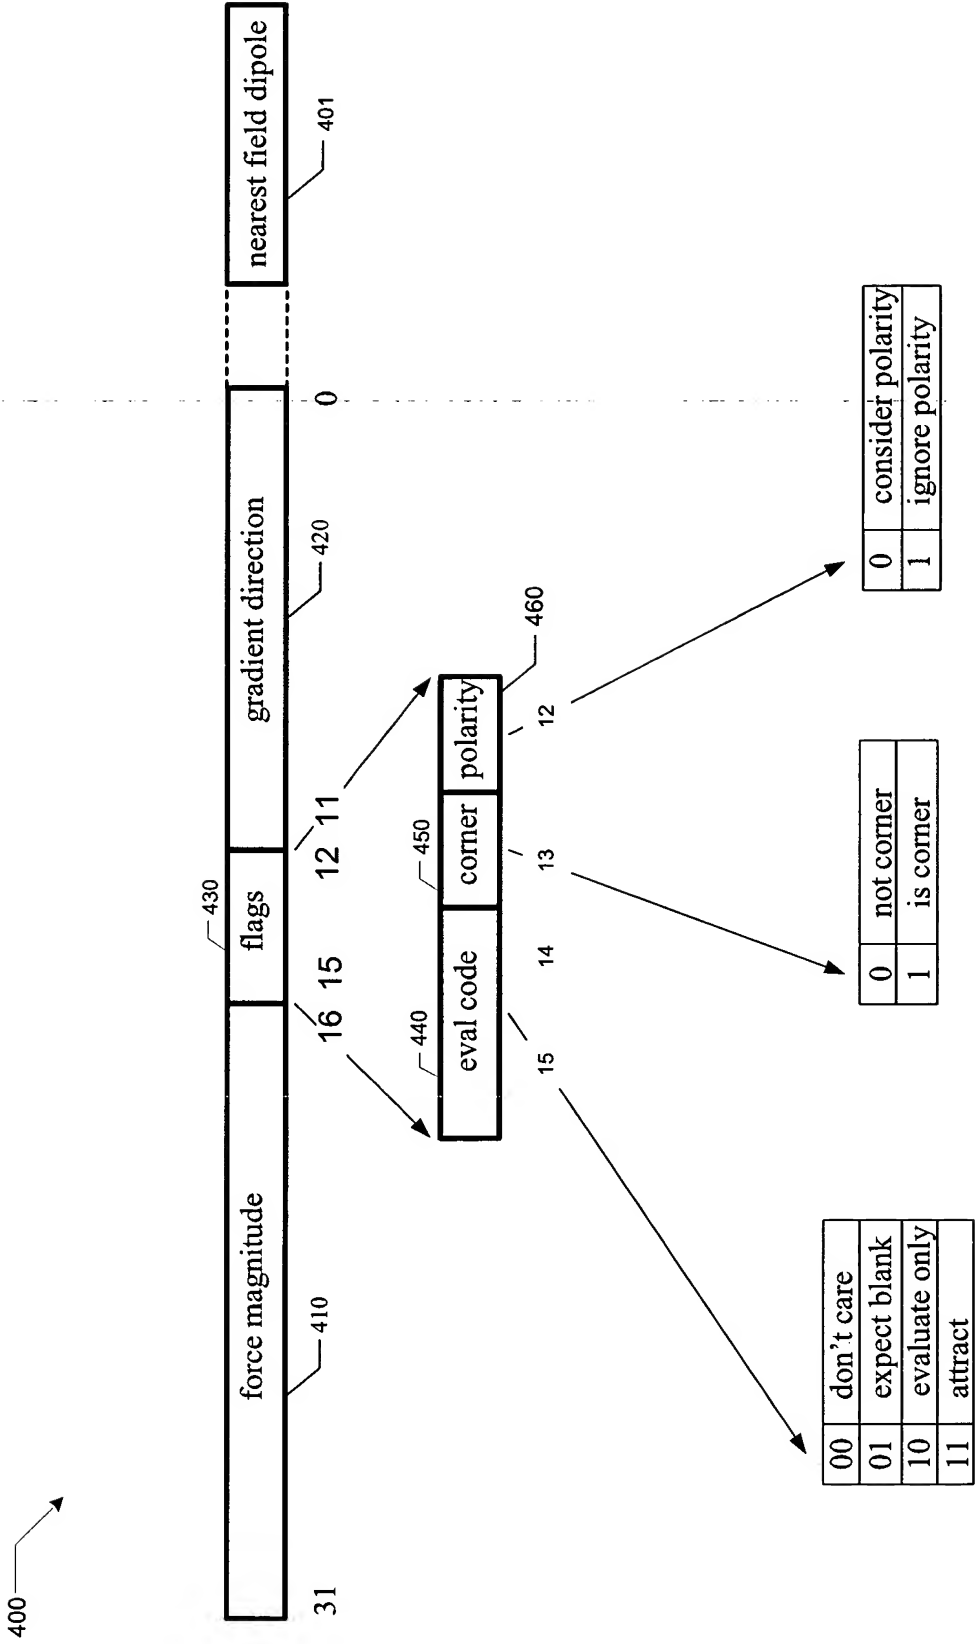 400
force magnitude
flags
gradient direction
nearest field dipole
430
31
410
16 15
12 11
420
0
401
440
450
eval code
corner
polarity
460
15
14
13
12
00 don't care
01 expect blank
10 evaluate only
11 attract
0 not corner
1 is corner
0 consider polarity
1 ignore polarity